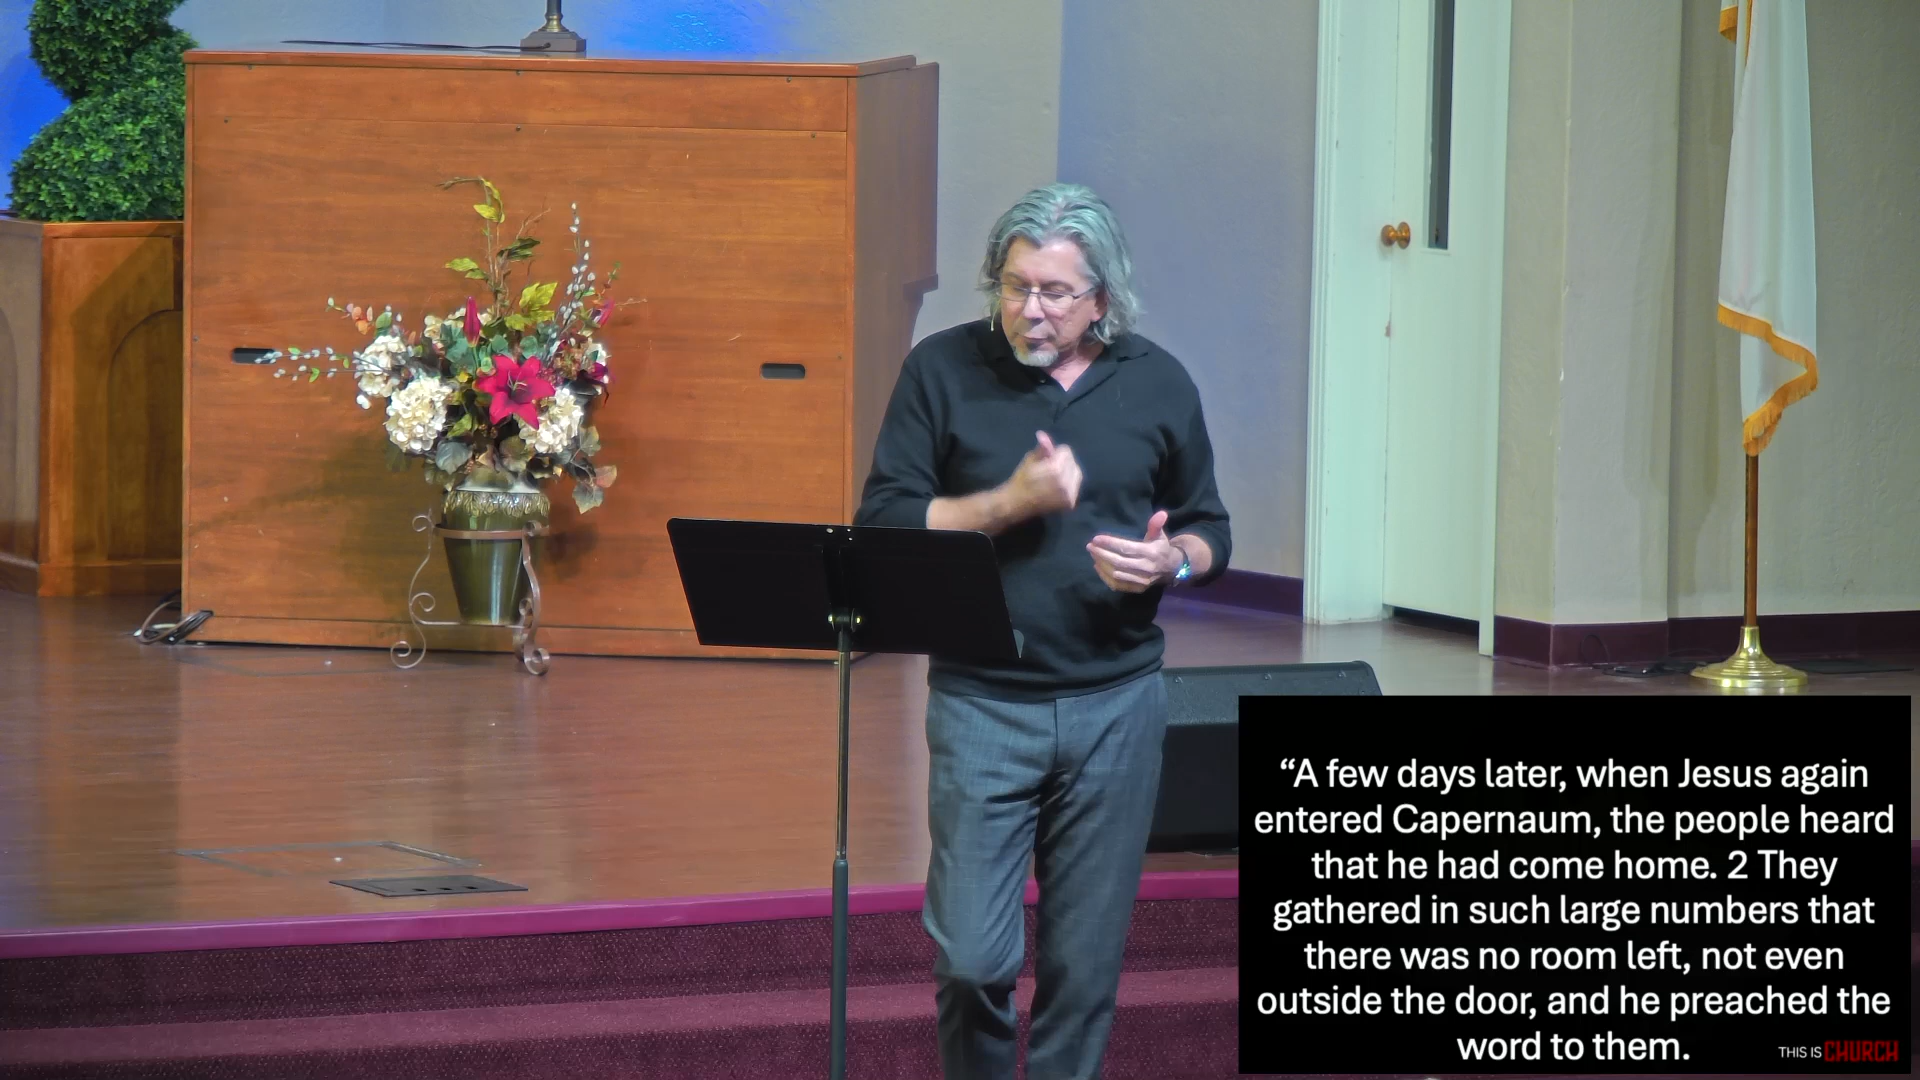 “A few days later, when Jesus again
entered Capernaum, the people heard
that he had come home. 2 They
gathered in such large numbers that
there was no room left, not even
outside the door, and he preached the
word to them.
THIS IS CHURCH